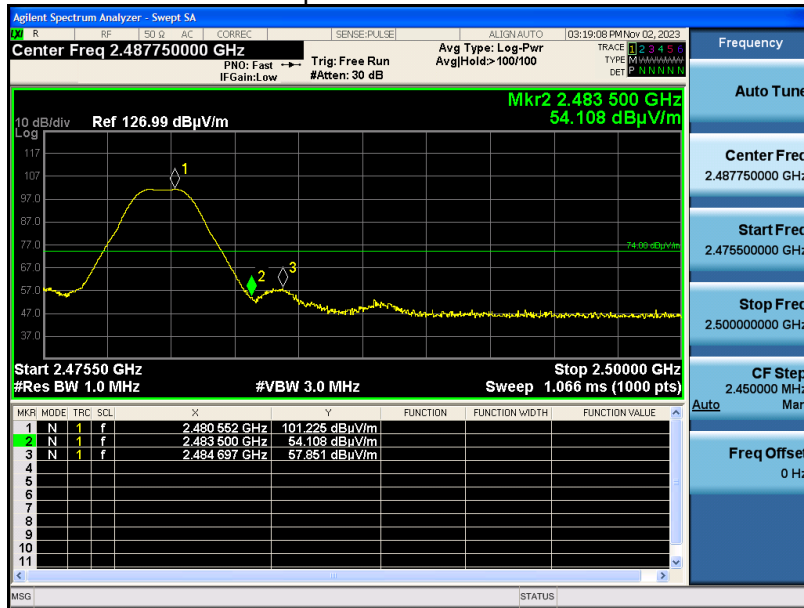 Agilent Spectrum Analyzer - Swept SA
LXI R RF 50 Ω AC CORREC SENSE:PULSE ALIGN AUTO 03:19:08 PM Nov 02, 2023
Center Freq 2.487750000 GHz
PNO: Fast
IFGain:Low
Trig: Free Run
#Atten: 30 dB
Avg Type: Log-Pwr
Avg|Hold:>100/100
TRACE 1 2 3 4 5 6
TYPE M WWWWW
DET P N N N N N
Mkr2 2.483 500 GHz
54.108 dBµV/m
10 dB/div Ref 126.99 dBµV/m
Log
117
107
97.0
87.0
77.0
67.0
57.0
47.0
37.0
1
2
3
74.00 dBµV/m
Start 2.47550 GHz Stop 2.50000 GHz
#Res BW 1.0 MHz #VBW 3.0 MHz Sweep 1.066 ms (1000 pts)
MKR MODE TRC SCL X Y FUNCTION FUNCTION WIDTH FUNCTION VALUE
1 N 1 f 2.480 552 GHz 101.225 dBµV/m
2 N 1 f 2.483 500 GHz 54.108 dBµV/m
3 N 1 f 2.484 697 GHz 57.851 dBµV/m
4
5
6
7
8
9
10
11
MSG STATUS
Frequency
Auto Tune
Center Freq
2.487750000 GHz
Start Freq
2.475500000 GHz
Stop Freq
2.500000000 GHz
CF Step
2.450000 MHz
Auto Man
Freq Offset
0 Hz